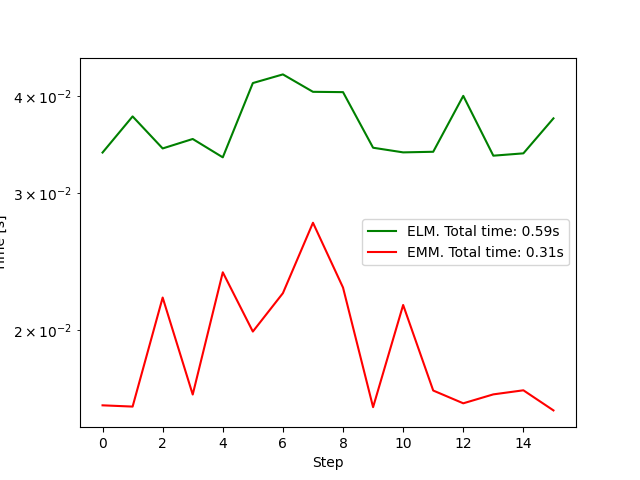 4 × 10⁻²
3 × 10⁻²
2 × 10⁻²
Time [s]
ELM. Total time: 0.59s
EMM. Total time: 0.31s
0 2 4 6 8 10 12 14
Step